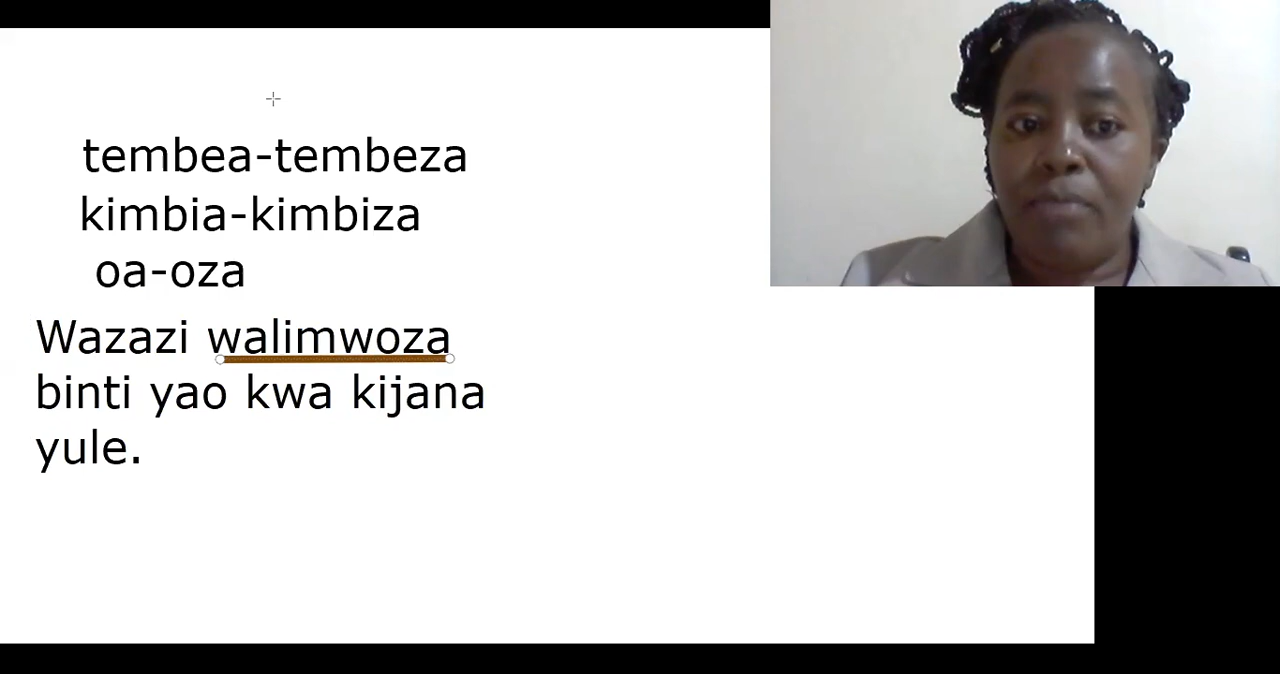 tembea-tembeza
kimbia-kimbiza
oa-oza
Wazazi walimwoza
binti yao kwa kijana
yule.